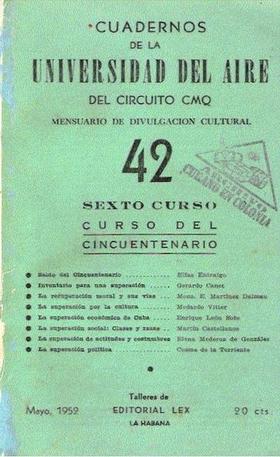 CUADERNOS
DE LA
UNIVERSIDAD DEL AIRE
DEL CIRCUITO CMQ
MENSUARIO DE DIVULGACION CULTURAL
42
CUBANO EN COLONIA
SEXTO CURSO
CURSO DEL
CINCUENTENARIO
● Saldo del Cincuentenario .......... Elías Entralgo
● Inventario para una superación ...... Gerardo Canet
● La recuperación moral y sus vías ... Mons. E. Martínez Dalmau
● La superación por la cultura ........ Medardo Vitier
● La superación económica de Cuba .. Enrique León Soto
● La superación social: Clases y razas .. Martín Castellanos
● La superación de actitudes y costumbres Elena Mederos de González
● La superación política .............. Cosme de la Torriente
Talleres de
Mayo, 1952 EDITORIAL LEX 20 cts.
LA HABANA